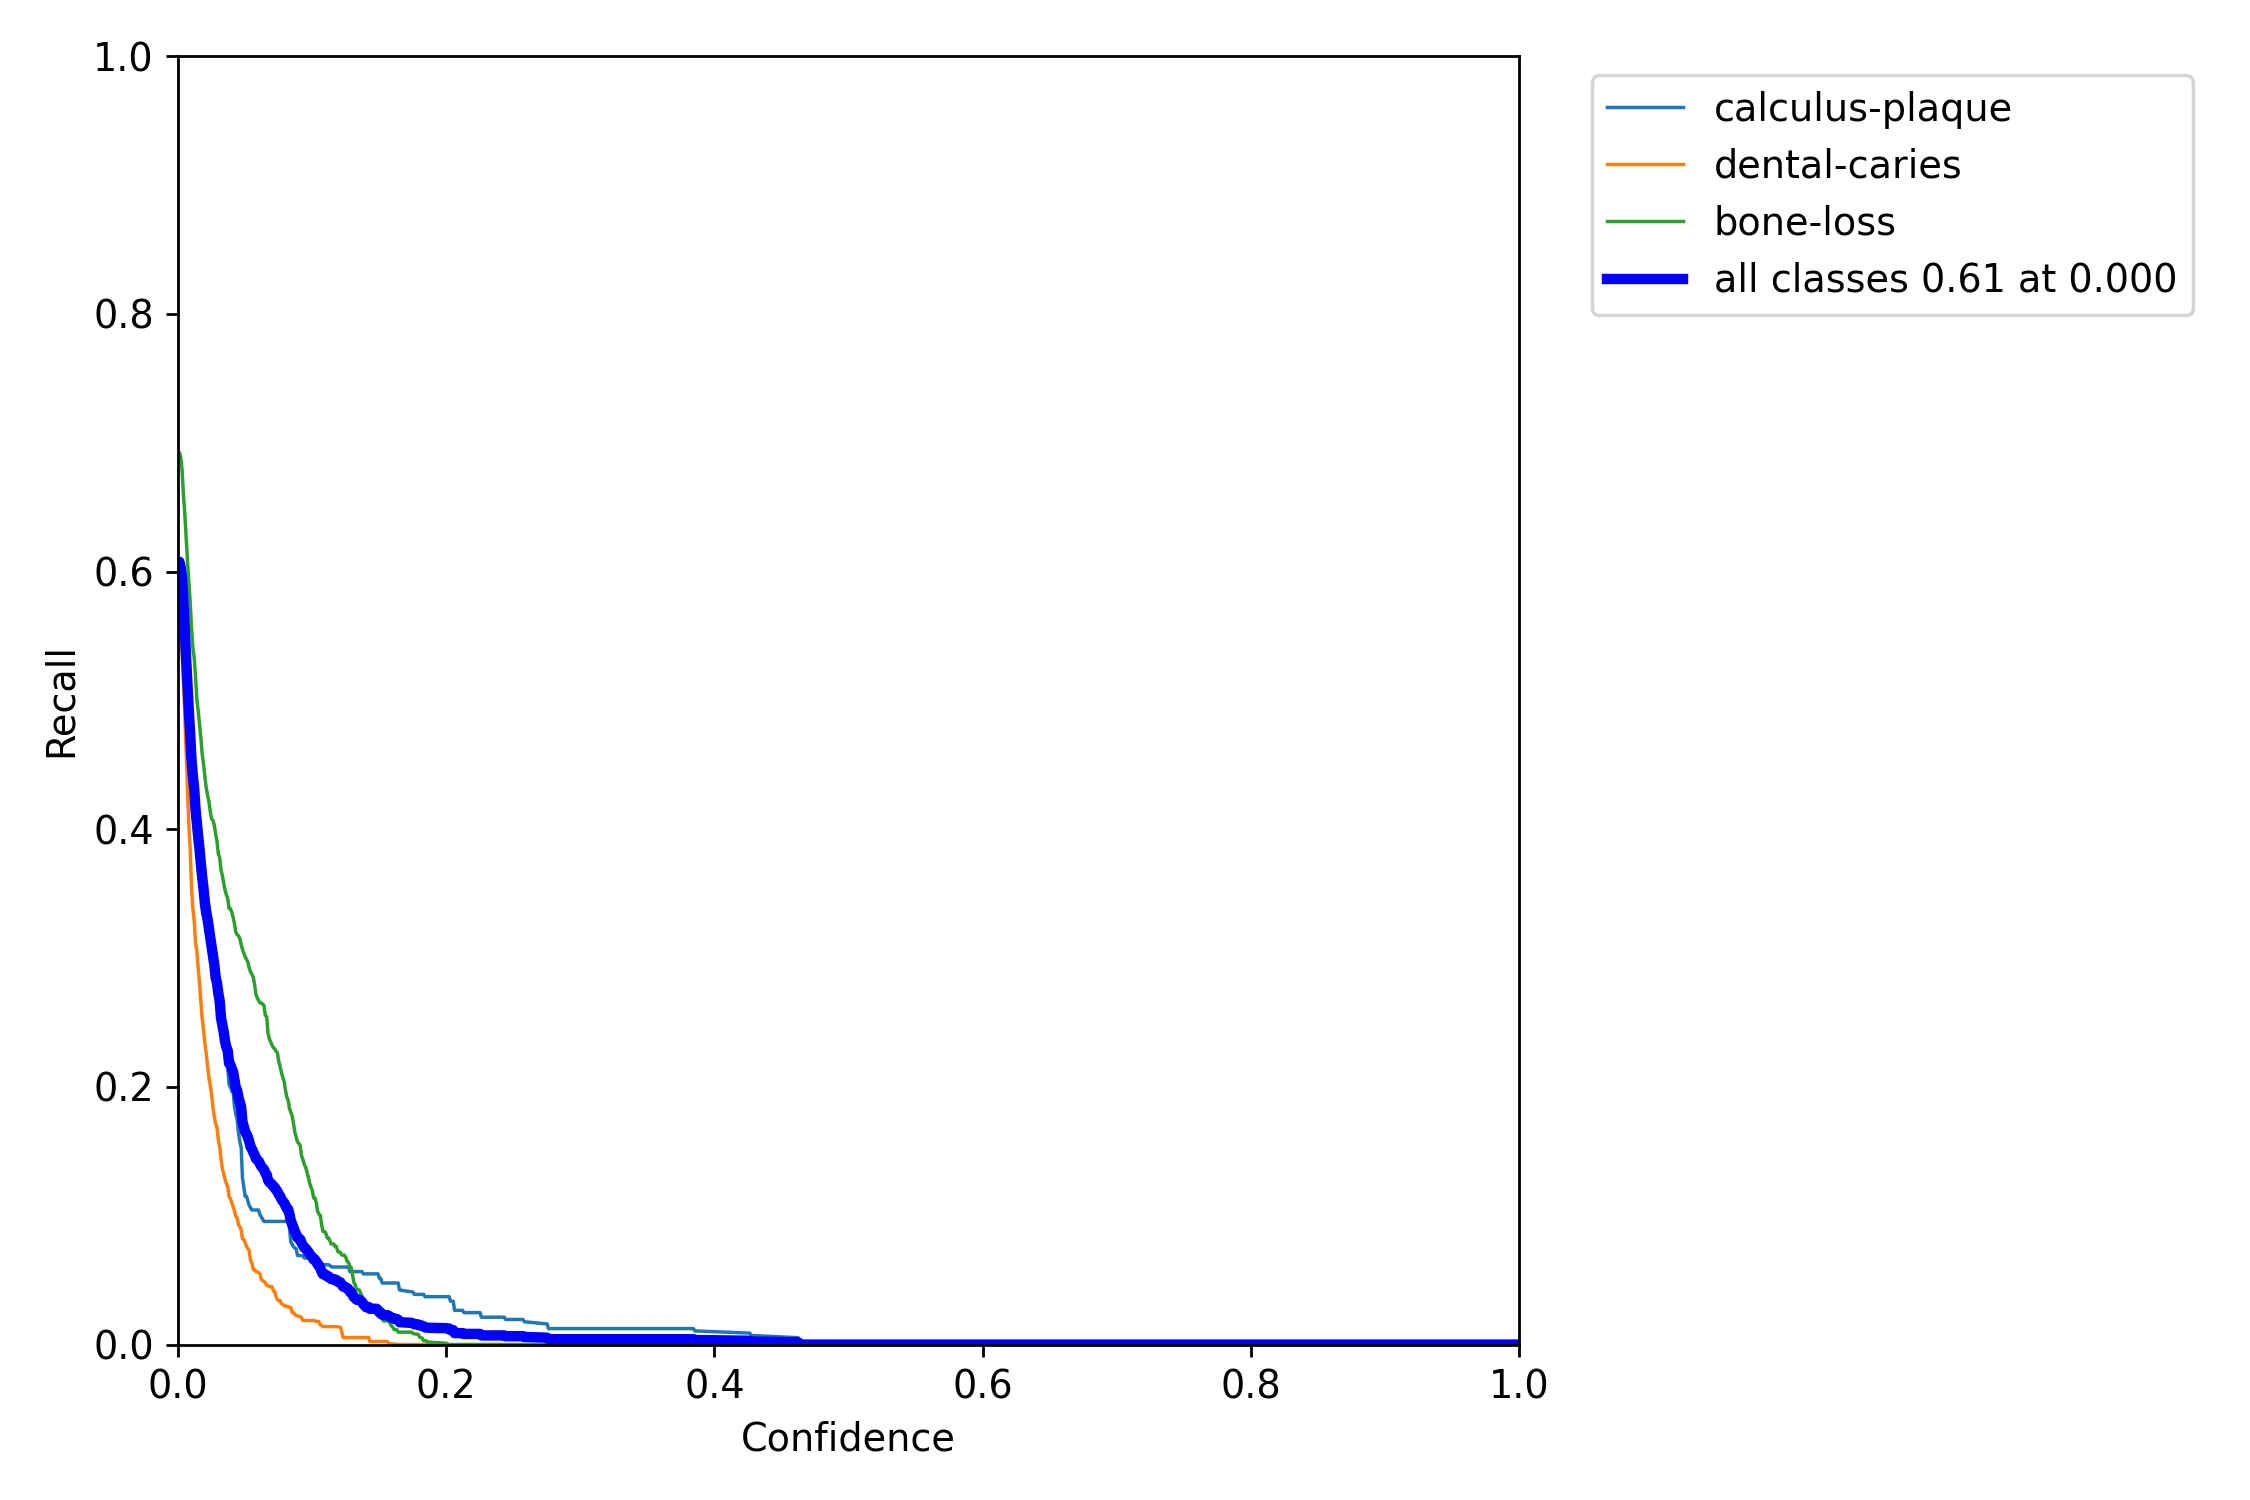 1.0
0.8
0.6
0.4
0.2
0.0
Recall
0.0 0.2 0.4 0.6 0.8 1.0
Confidence
calculus-plaque
dental-caries
bone-loss
all classes 0.61 at 0.000